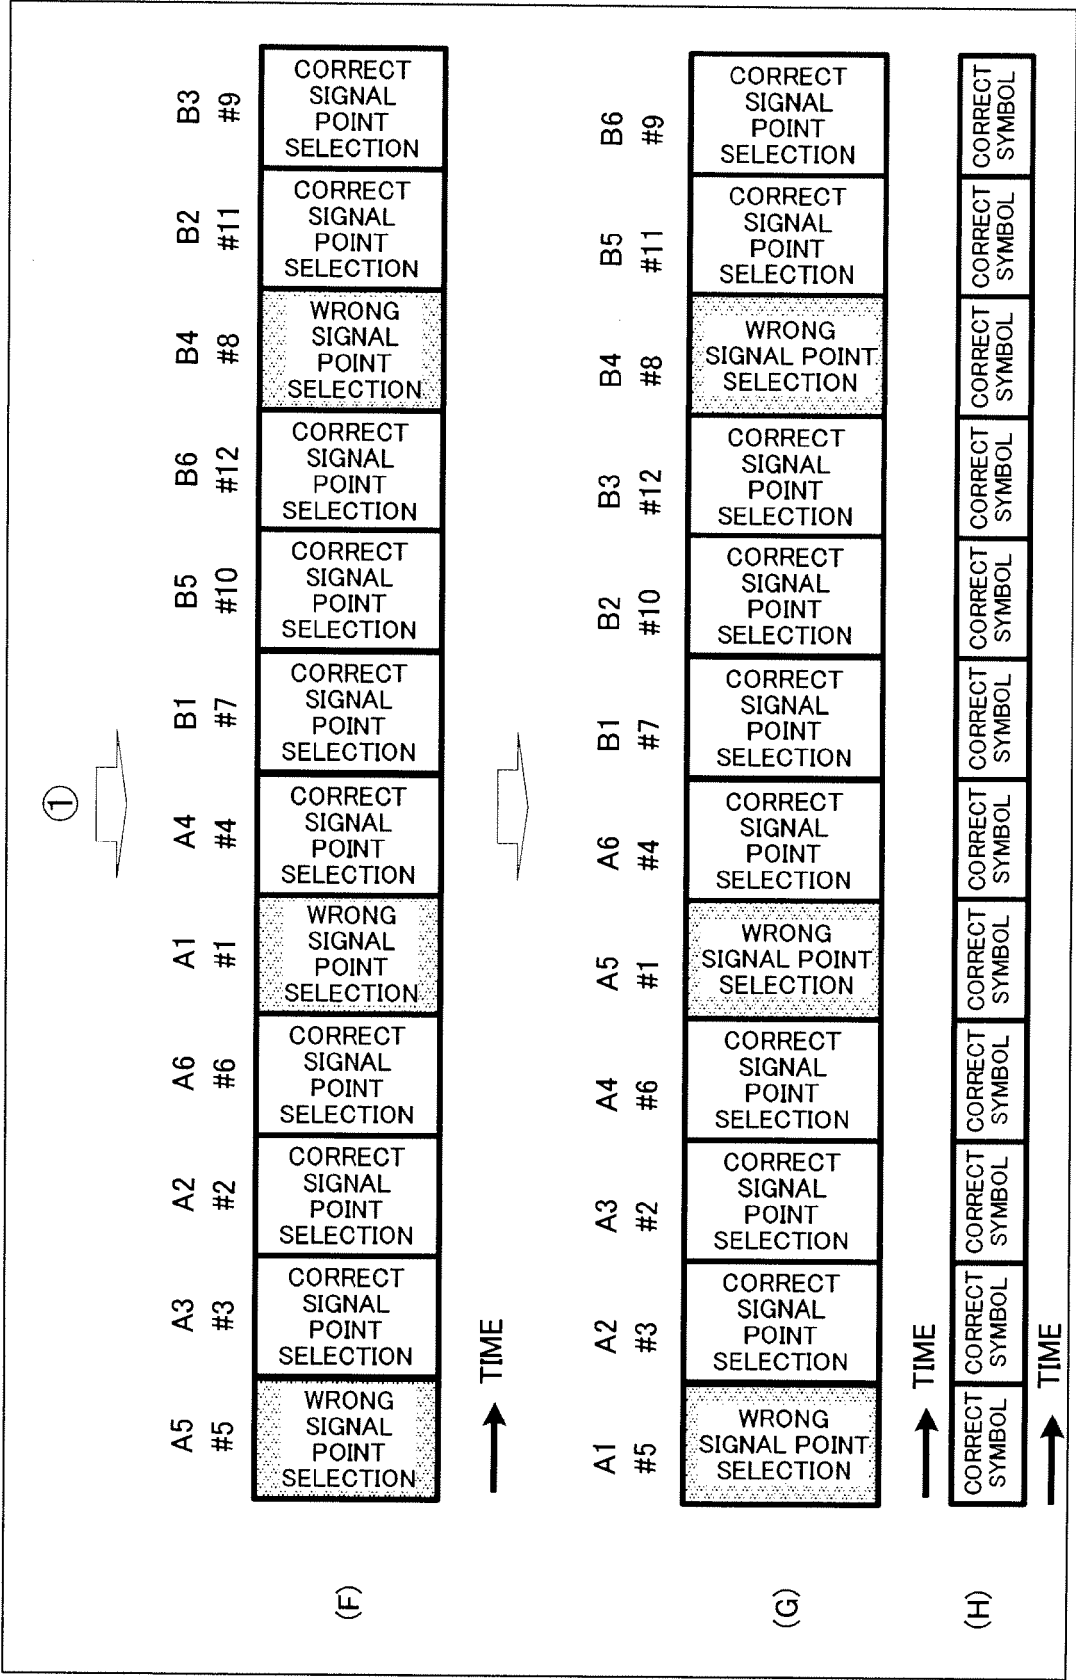 ①
A5 A3 A2 A6 A1 A4 B1 B5 B6 B4 B2 B3
#5 #3 #2 #6 #1 #4 #7 #10 #12 #8 #11 #9
(F)
WRONG
SIGNAL
POINT
SELECTION
CORRECT
SIGNAL
POINT
SELECTION
CORRECT
SIGNAL
POINT
SELECTION
CORRECT
SIGNAL
POINT
SELECTION
WRONG
SIGNAL
POINT
SELECTION
CORRECT
SIGNAL
POINT
SELECTION
CORRECT
SIGNAL
POINT
SELECTION
CORRECT
SIGNAL
POINT
SELECTION
CORRECT
SIGNAL
POINT
SELECTION
WRONG
SIGNAL
POINT
SELECTION
CORRECT
SIGNAL
POINT
SELECTION
CORRECT
SIGNAL
POINT
SELECTION
TIME
A1 A2 A3 A4 A5 A6 B1 B2 B3 B4 B5 B6
#5 #3 #2 #6 #1 #4 #7 #10 #12 #8 #11 #9
(G)
WRONG
SIGNAL POINT
SELECTION
CORRECT
SIGNAL
POINT
SELECTION
CORRECT
SIGNAL
POINT
SELECTION
CORRECT
SIGNAL
POINT
SELECTION
WRONG
SIGNAL POINT
SELECTION
CORRECT
SIGNAL
POINT
SELECTION
CORRECT
SIGNAL
POINT
SELECTION
CORRECT
SIGNAL
POINT
SELECTION
CORRECT
SIGNAL
POINT
SELECTION
WRONG
SIGNAL POINT
SELECTION
CORRECT
SIGNAL
POINT
SELECTION
CORRECT
SIGNAL
POINT
SELECTION
TIME
(H)
CORRECT
SYMBOL
CORRECT
SYMBOL
CORRECT
SYMBOL
CORRECT
SYMBOL
CORRECT
SYMBOL
CORRECT
SYMBOL
CORRECT
SYMBOL
CORRECT
SYMBOL
CORRECT
SYMBOL
CORRECT
SYMBOL
CORRECT
SYMBOL
CORRECT
SYMBOL
TIME